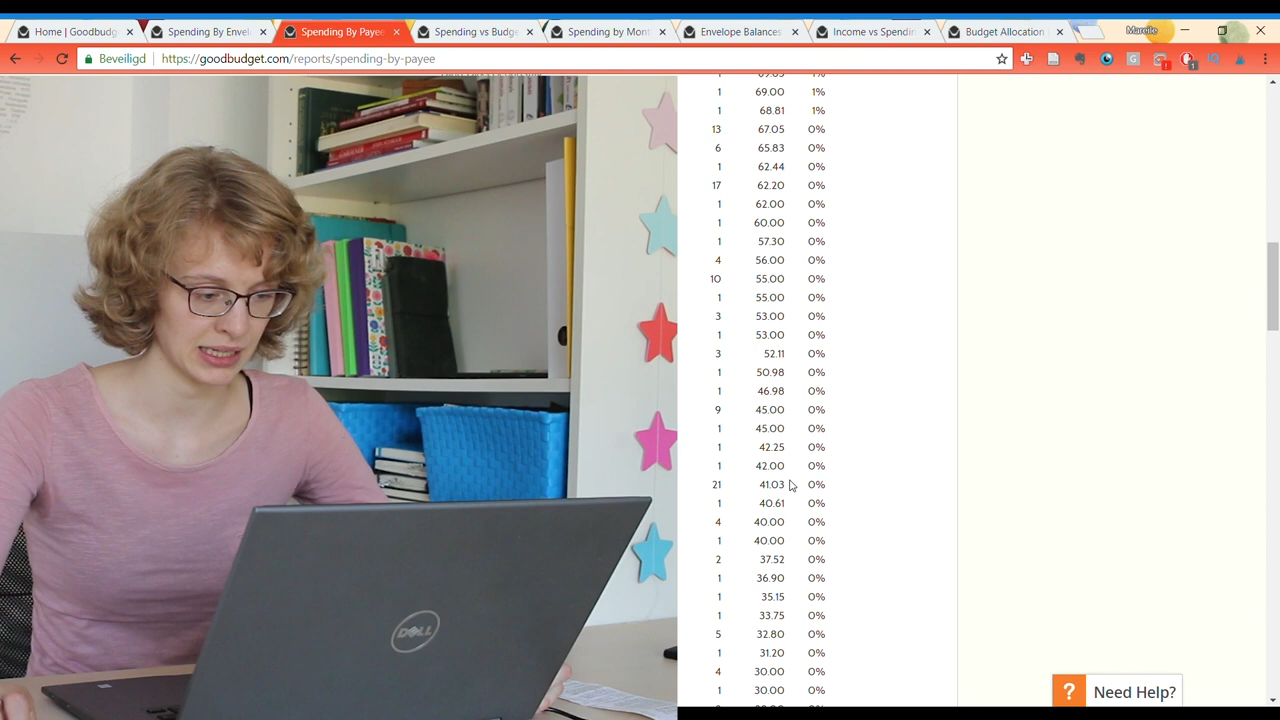 Home | Goodbudg
Spending By Envel
Spending By Paye
Spending vs Budge
Spending by Mont
Envelope Balances
Income vs Spendin
Budget Allocation
Mareile
Beveiligd
https://goodbudget.com/reports/spending-by-payee
1 69.85 1%
1 69.00 1%
1 68.81 1%
13 67.05 0%
6 65.83 0%
1 62.44 0%
17 62.20 0%
1 62.00 0%
1 60.00 0%
1 57.30 0%
4 56.00 0%
10 55.00 0%
1 55.00 0%
3 53.00 0%
1 53.00 0%
3 52.11 0%
1 50.98 0%
1 46.98 0%
9 45.00 0%
1 45.00 0%
1 42.25 0%
1 42.00 0%
21 41.03 0%
1 40.61 0%
4 40.00 0%
1 40.00 0%
2 37.52 0%
1 36.90 0%
1 35.15 0%
1 33.75 0%
5 32.80 0%
1 31.20 0%
4 30.00 0%
1 30.00 0%
? Need Help?
DELL